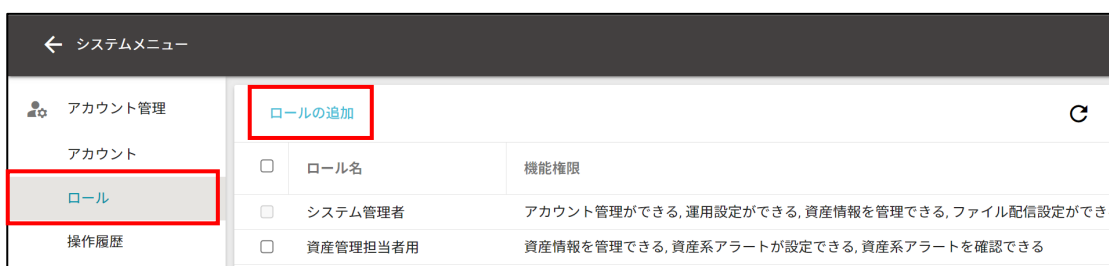 システムメニュー
アカウント管理
ロールの追加
アカウント
ロール名 機能権限
ロール
システム管理者 アカウント管理ができる, 運用設定ができる, 資産情報を管理できる, ファイル配信設定ができ
操作履歴
資産管理担当者用 資産情報を管理できる, 資産系アラートが設定できる, 資産系アラートを確認できる